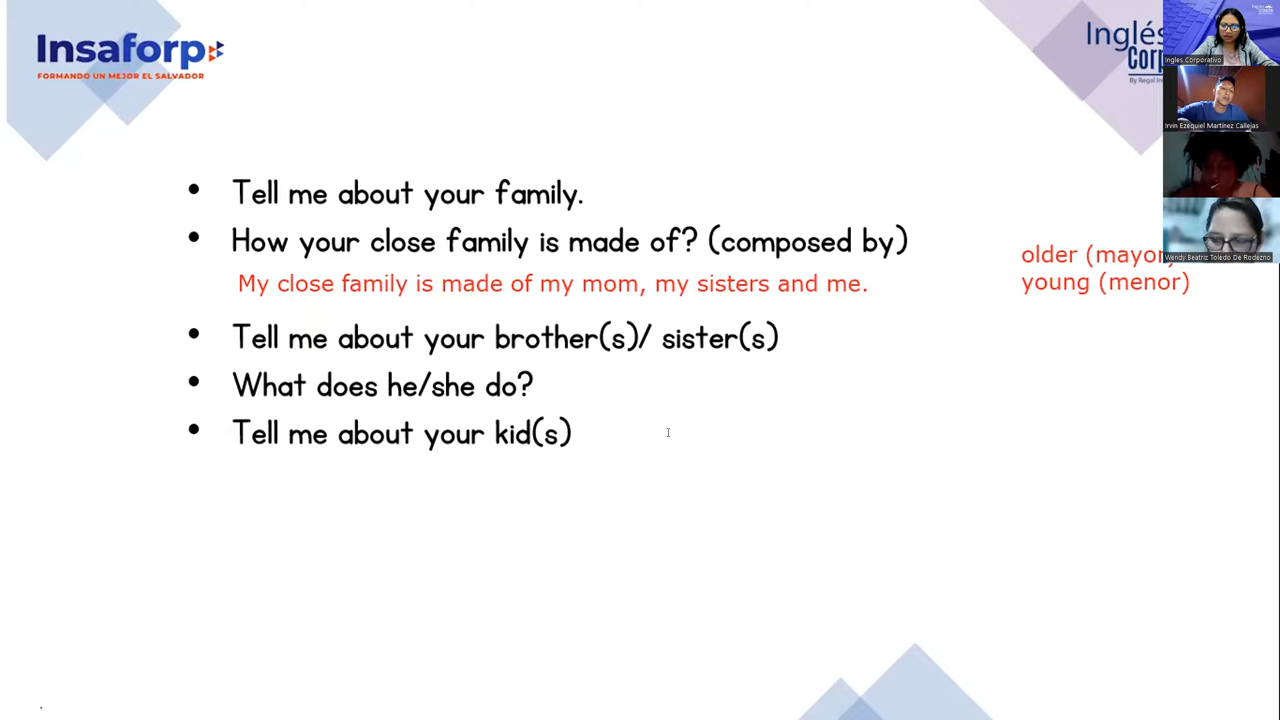 Insaforp
FORMANDO UN MEJOR EL SALVADOR
Inglés
Corp
By Regal
Ingles Corporativo
Irvin Ezequiel Martínez Callejas
Wendy Beatriz Toledo De Rodezno
• Tell me about your family.
• How your close family is made of? (composed by)
My close family is made of my mom, my sisters and me.
older (mayor)
young (menor)
• Tell me about your brother(s)/ sister(s)
• What does he/she do?
• Tell me about your kid(s)